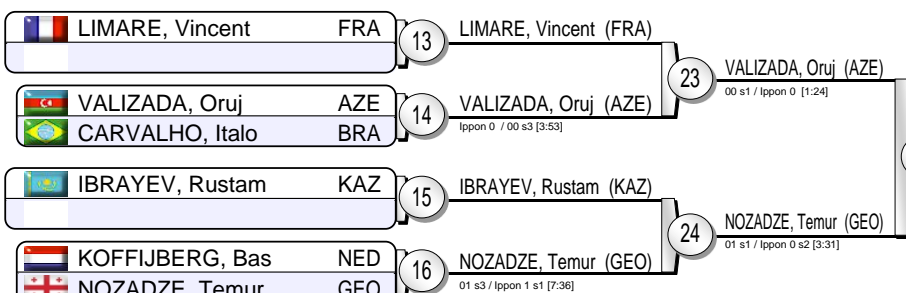 LIMARE, Vincent FRA
13
LIMARE, Vincent (FRA)
23
VALIZADA, Oruj (AZE)
00 s1 / Ippon 0 [1:24]
VALIZADA, Oruj AZE
CARVALHO, Italo BRA
14
VALIZADA, Oruj (AZE)
Ippon 0 / 00 s3 [3:53]
IBRAYEV, Rustam KAZ
15
IBRAYEV, Rustam (KAZ)
24
NOZADZE, Temur (GEO)
01 s1 / Ippon 0 s2 [3:31]
KOFFIJBERG, Bas NED
NOZADZE, Temur GEO
16
NOZADZE, Temur (GEO)
01 s3 / Ippon 1 s1 [7:36]